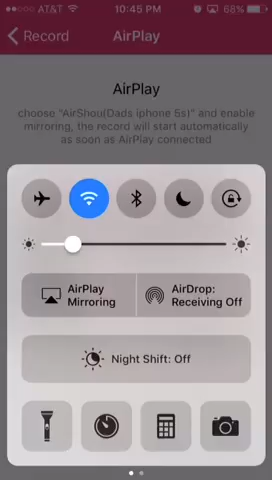 AT&T 10:45 PM 68%
Record AirPlay
AirPlay
choose "AirShou(Dads iphone 5s)" and enable
mirroring, the record will start automatically
as soon as AirPlay connected
AirPlay
Mirroring
AirDrop:
Receiving Off
Night Shift: Off